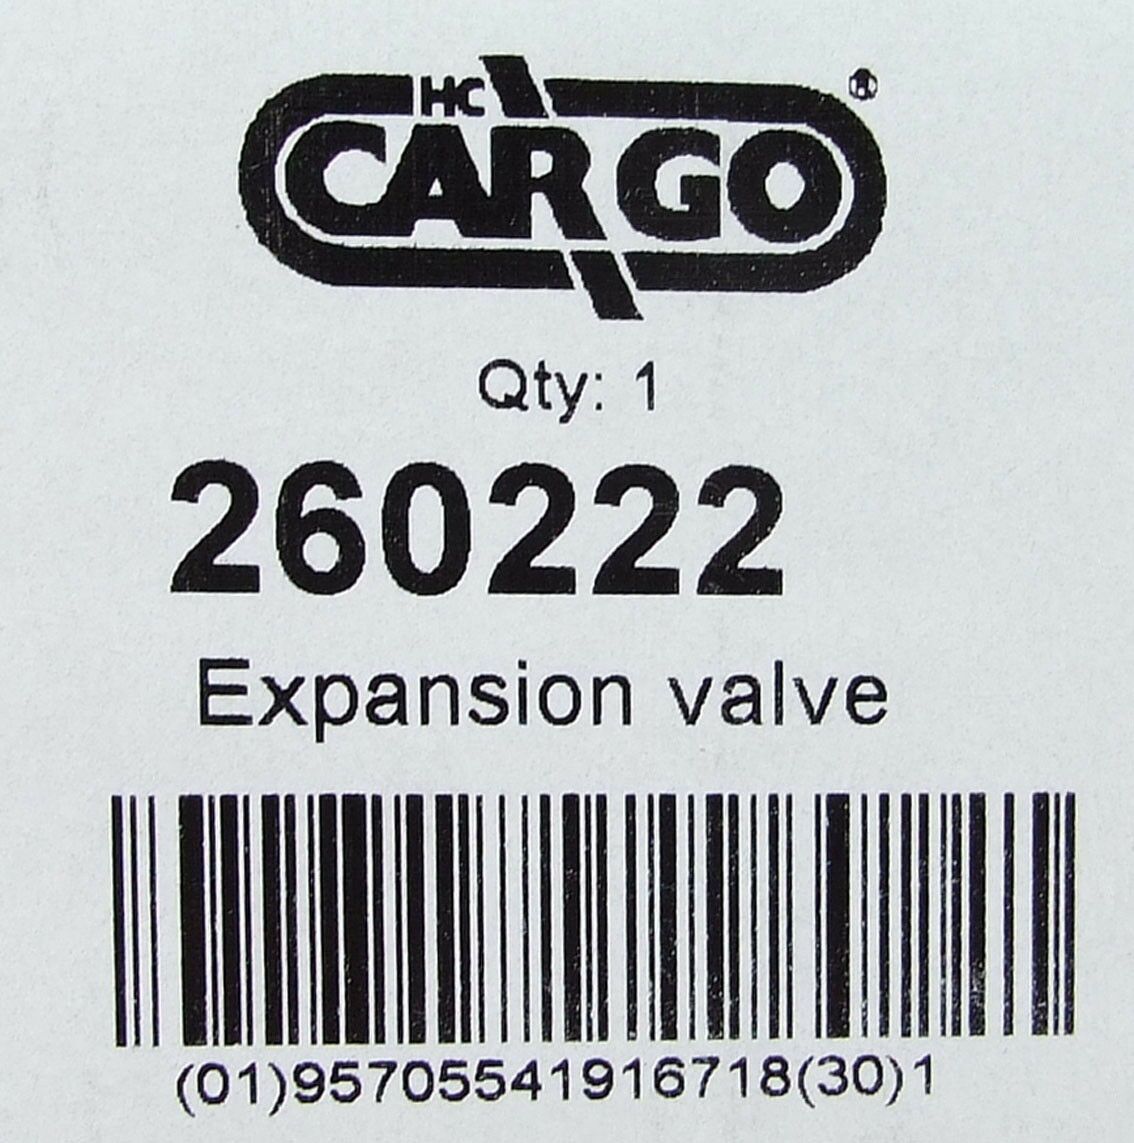 HC
CARGO®
Qty: 1
260222
Expansion valve
(01)95705541916718(30)1